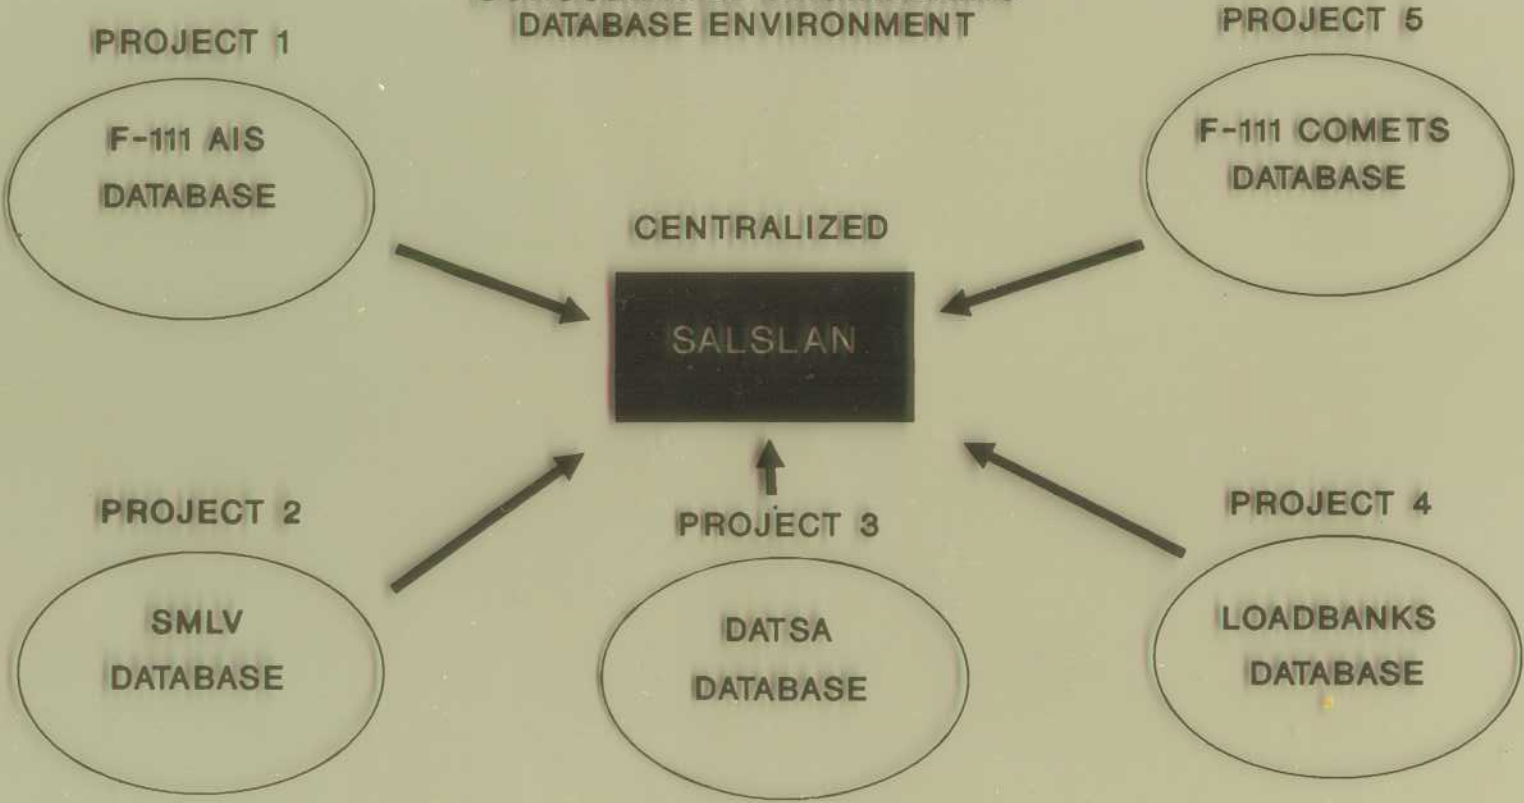 DATABASE ENVIRONMENT
PROJECT 1
F-111 AIS
DATABASE
PROJECT 5
F-111 COMETS
DATABASE
CENTRALIZED
SALSLAN
PROJECT 2
SMLV
DATABASE
PROJECT 3
DATSA
DATABASE
PROJECT 4
LOADBANKS
DATABASE